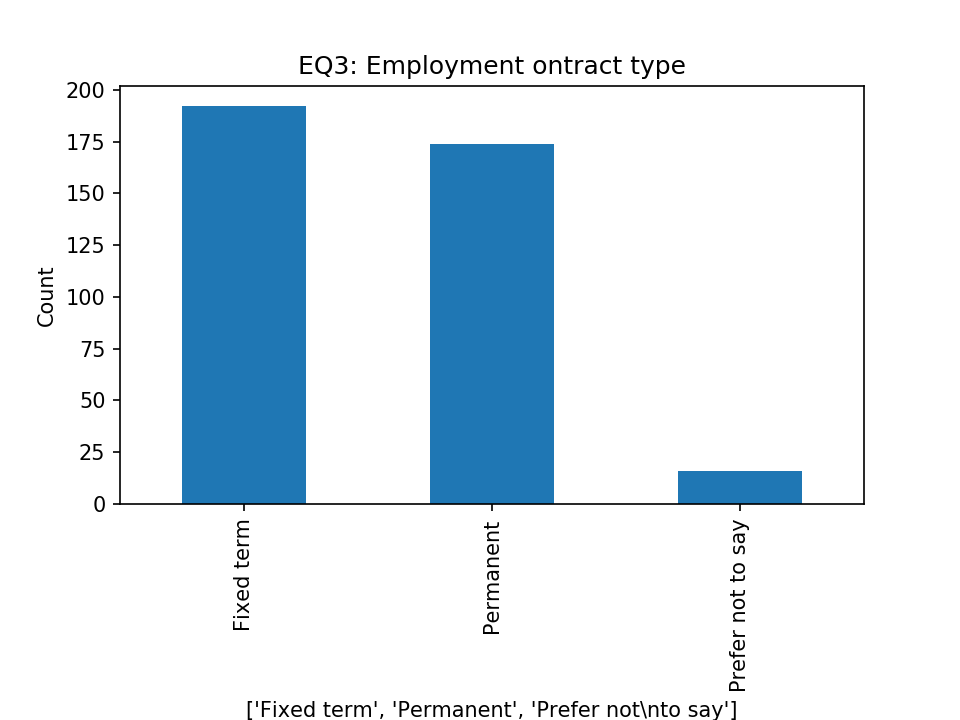 EQ3: Employment ontract type
Count
200
175
150
125
100
75
50
25
0
Fixed term
Permanent
Prefer not to say
['Fixed term', 'Permanent', 'Prefer not\nto say']